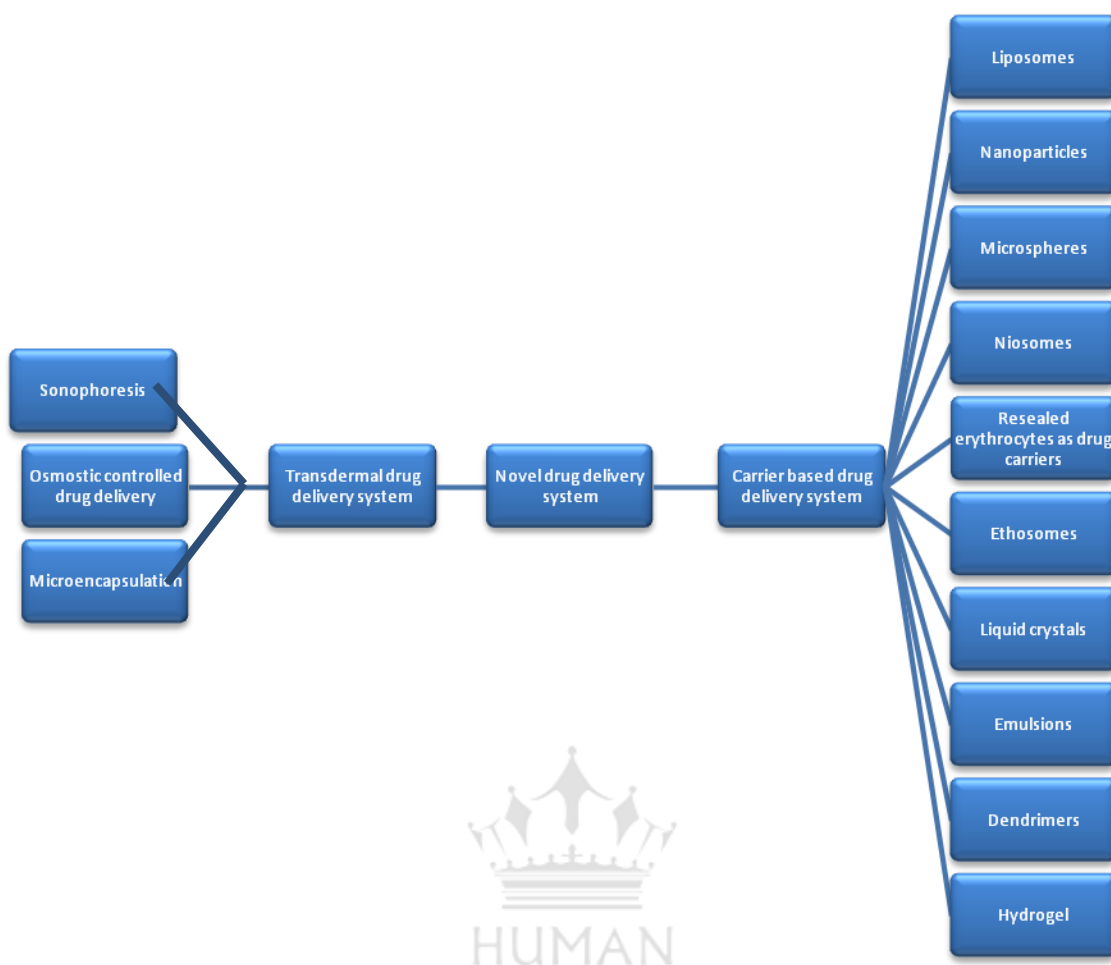 Sonophoresis
Osmostic controlled
drug delivery
Microencapsulation
Transdermal drug
delivery system
Novel drug delivery
system
Carrier based drug
delivery system
Liposomes
Nanoparticles
Microspheres
Niosomes
Resealed
erythrocytes as drug
carriers
Ethosomes
Liquid crystals
Emulsions
Dendrimers
Hydrogel
HUMAN